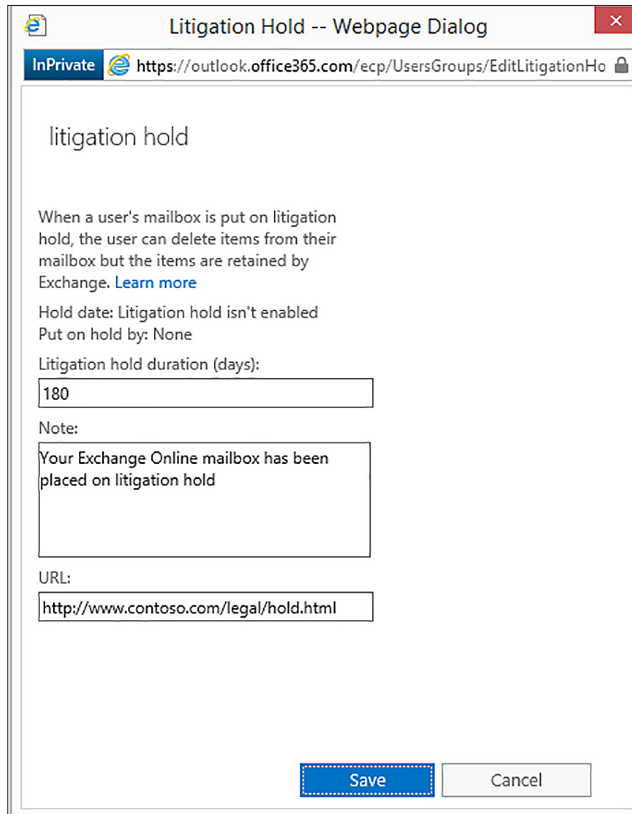 Litigation Hold -- Webpage Dialog
InPrivate https://outlook.office365.com/ecp/UsersGroups/EditLitigationHo
litigation hold
When a user's mailbox is put on litigation
hold, the user can delete items from their
mailbox but the items are retained by
Exchange. Learn more
Hold date: Litigation hold isn't enabled
Put on hold by: None
Litigation hold duration (days):
180
Note:
Your Exchange Online mailbox has been
placed on litigation hold
URL:
http://www.contoso.com/legal/hold.html
Save Cancel